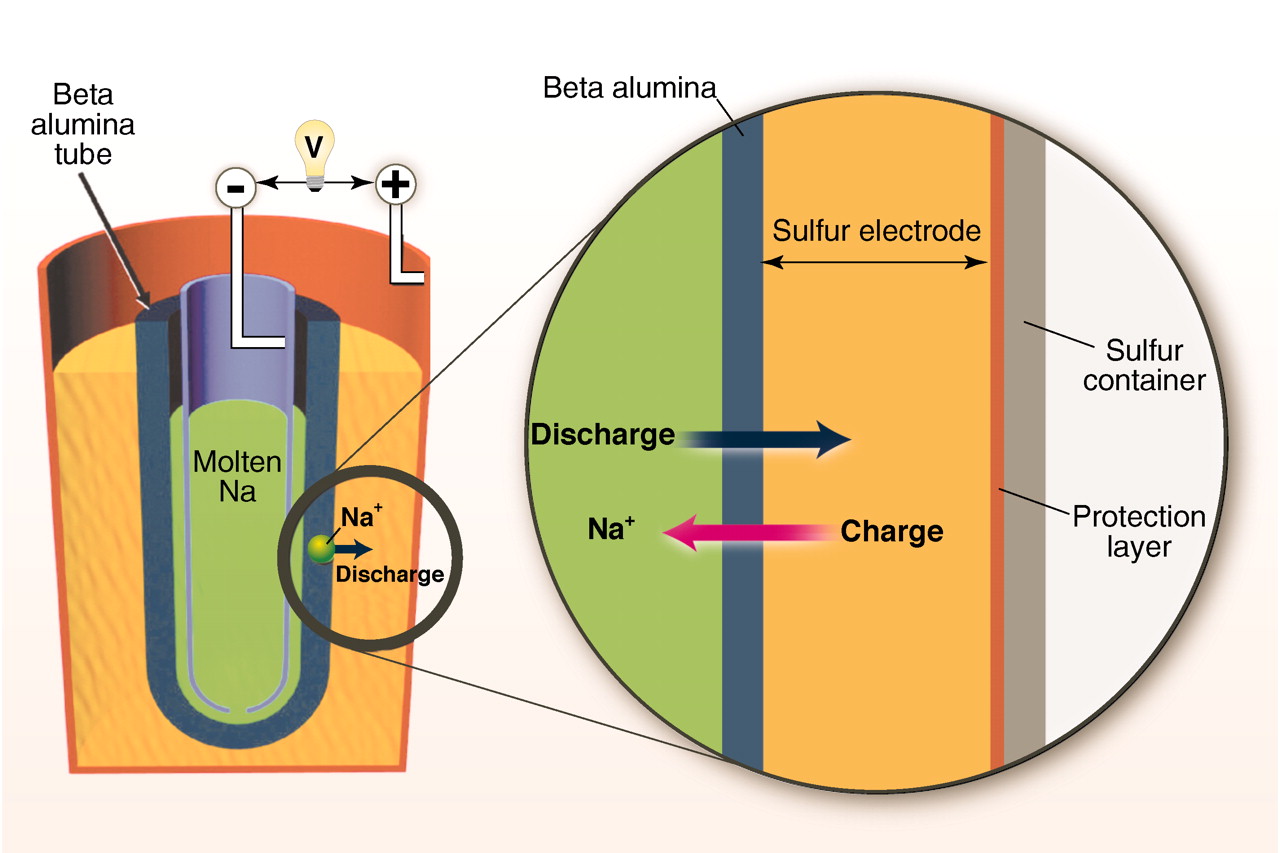 Beta
alumina
tube
V
-
+
Molten
Na
Na⁺
Discharge
Beta alumina
Sulfur electrode
Sulfur
container
Discharge
Na⁺
Charge
Protection
layer